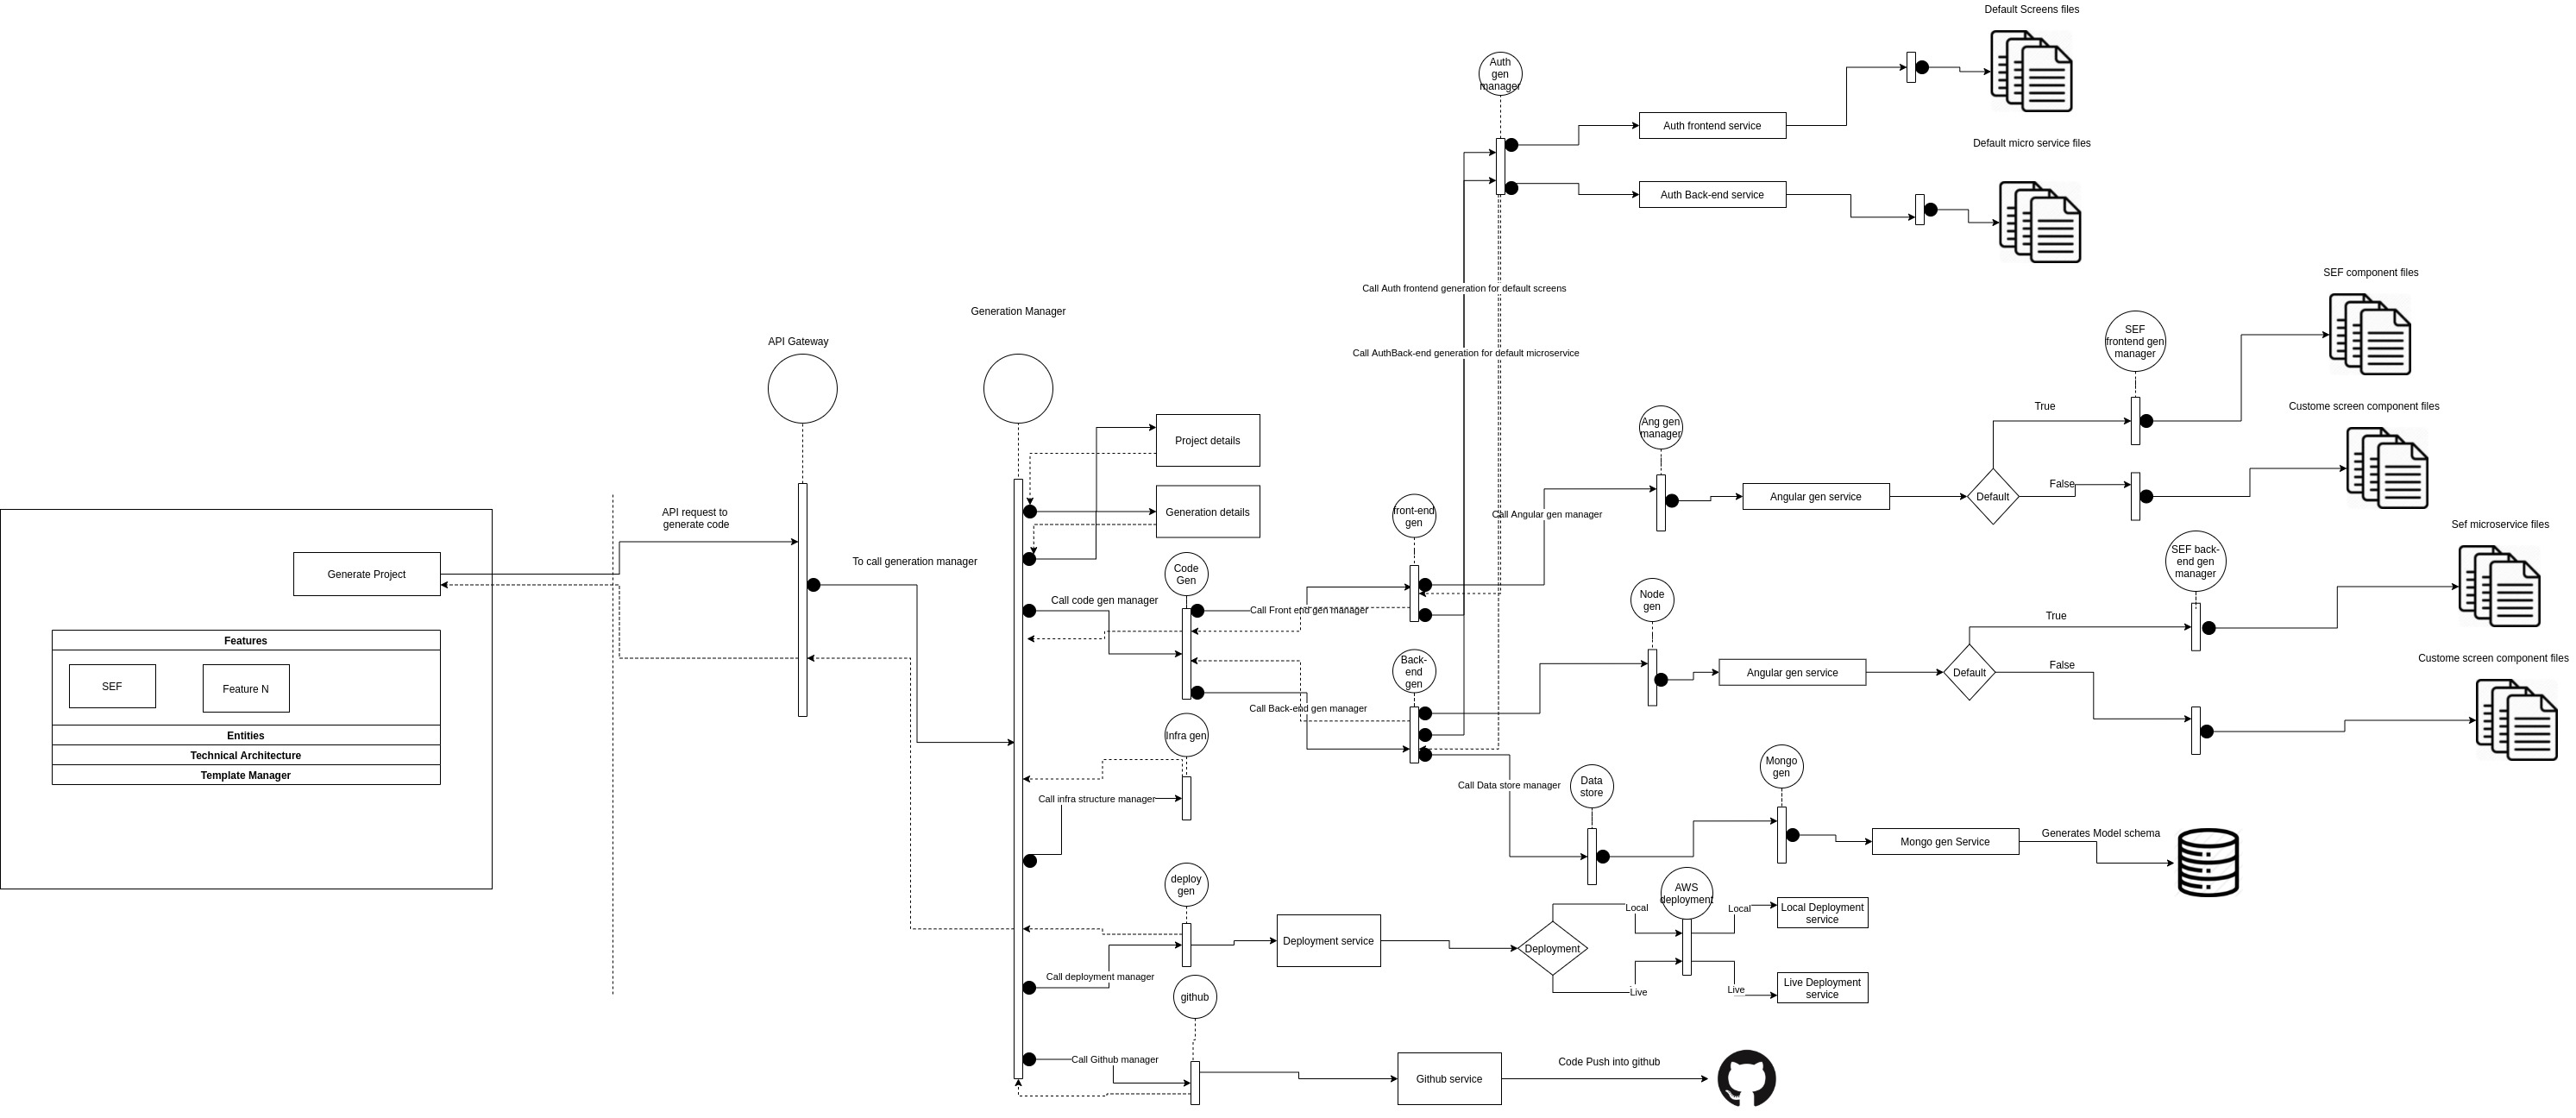 Default Screens files
Auth
gen
manager
Auth frontend service
Default micro service files
Auth Back-end service
SEF component files
Call Auth frontend generation for default screens
Generation Manager
SEF
frontend gen
manager
API Gateway
Call AuthBack-end generation for default microservice
Custome screen component files
True
Ang gen
manager
Project details
False
Default
Angular gen service
Generation details
front-end
gen
Call Angular gen manager
API request to
generate code
Sef microservice files
SEF back-
end gen
manager
To call generation manager
Generate Project
Code
Gen
Call code gen manager
Call Front end gen manager
Node
gen
True
Features
Back-
end
gen
False
Custome screen component files
Angular gen service
Default
SEF
Feature N
Call Back-end gen manager
Entities
Infra gen
Technical Architecture
Template Manager
Mongo
gen
Data
store
Call Data store manager
Call infra structure manager
Generates Model schema
Mongo gen Service
deploy
gen
AWS
deployment
Local
Local
Local Deployment
service
Deployment service
Deployment
Call deployment manager
Live
Live
Live Deployment
service
github
Call Github manager
Code Push into github
Github service